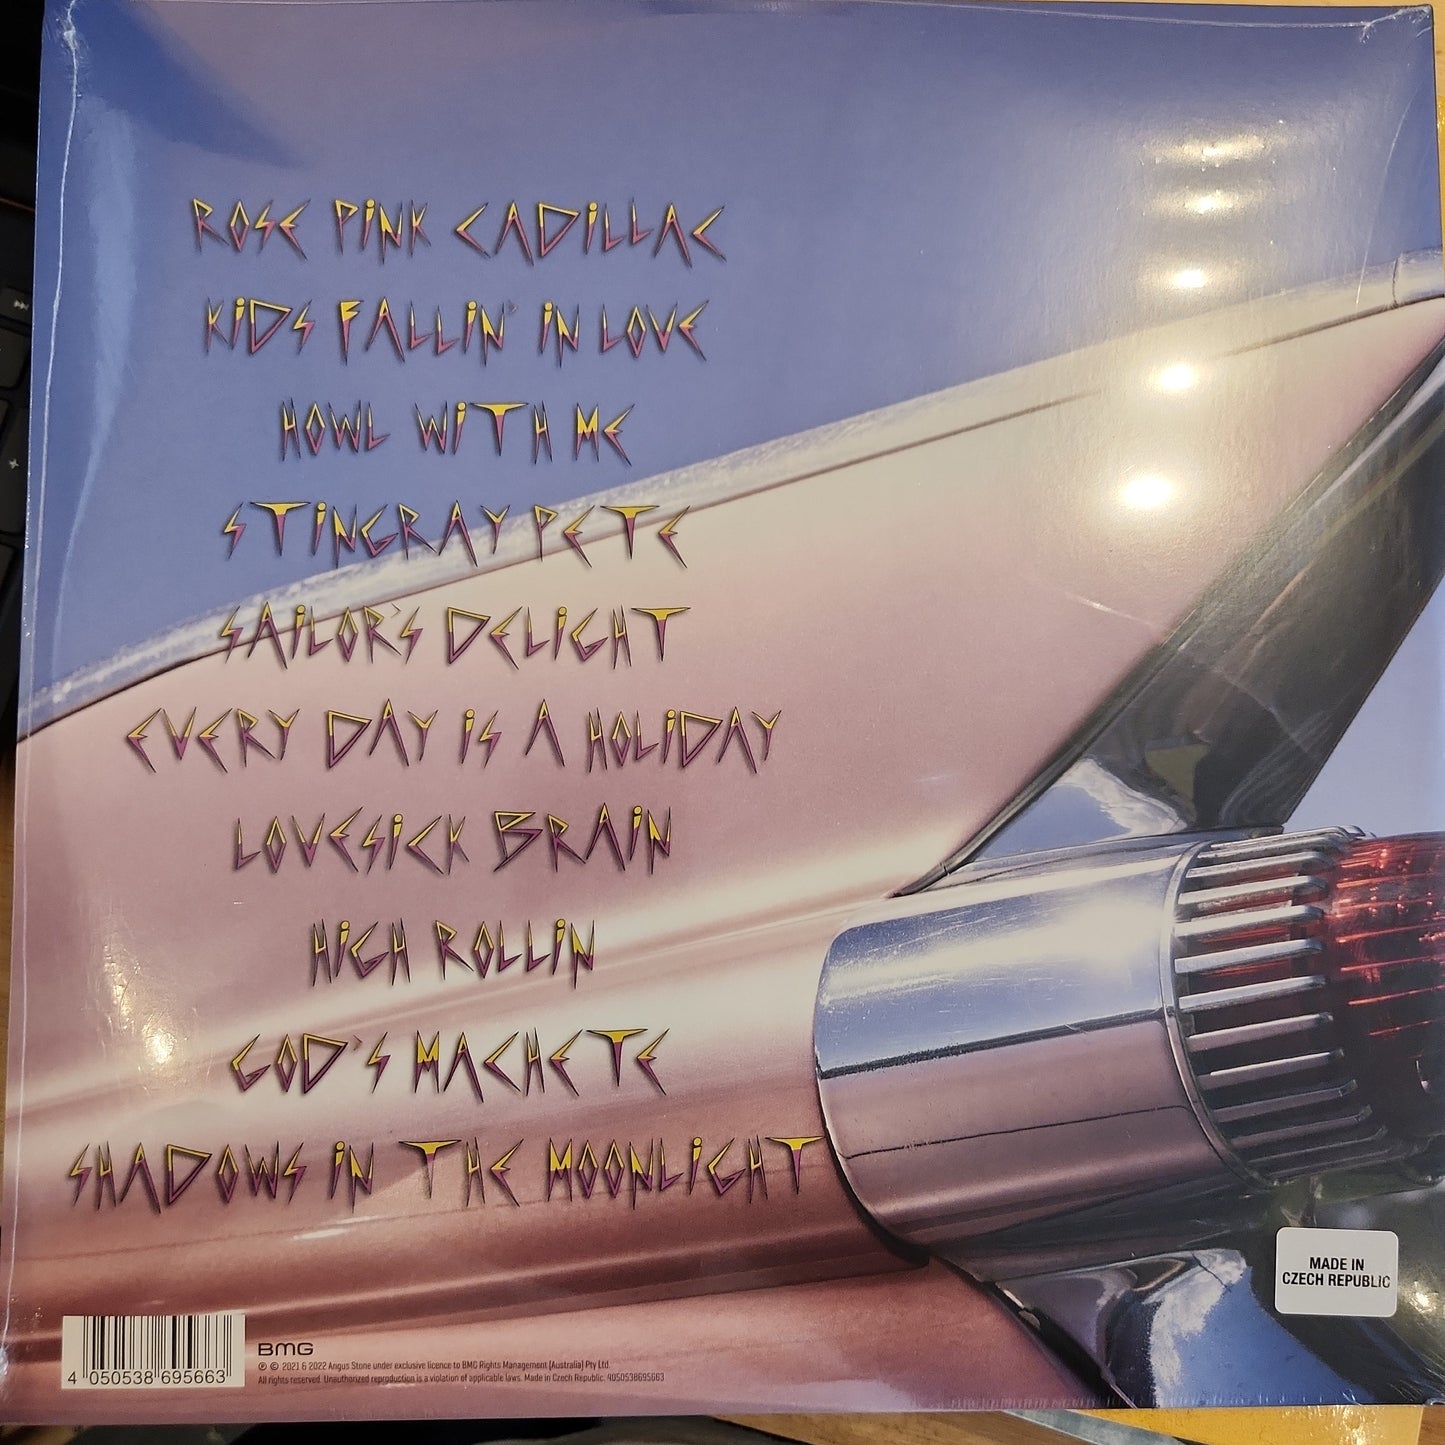 ROSE PINK CADILLAC
KIDS FALLIN' IN LOVE
HOWL WITH ME
STINGRAY PETE
SAILOR'S DELIGHT
EVERY DAY IS A HOLIDAY
LOVESICK BRAIN
HIGH ROLLIN
GOD'S MACHETE
SHADOWS IN THE MOONLIGHT
MADE IN
CZECH REPUBLIC
4 050538 695663
BMG
℗ © 2021 & 2022 Angus Stone under exclusive licence to BMG Rights Management (Australia) Pty Ltd.
All rights reserved. Unauthorized reproduction is a violation of applicable laws. Made in Czech Republic. 4050538695663